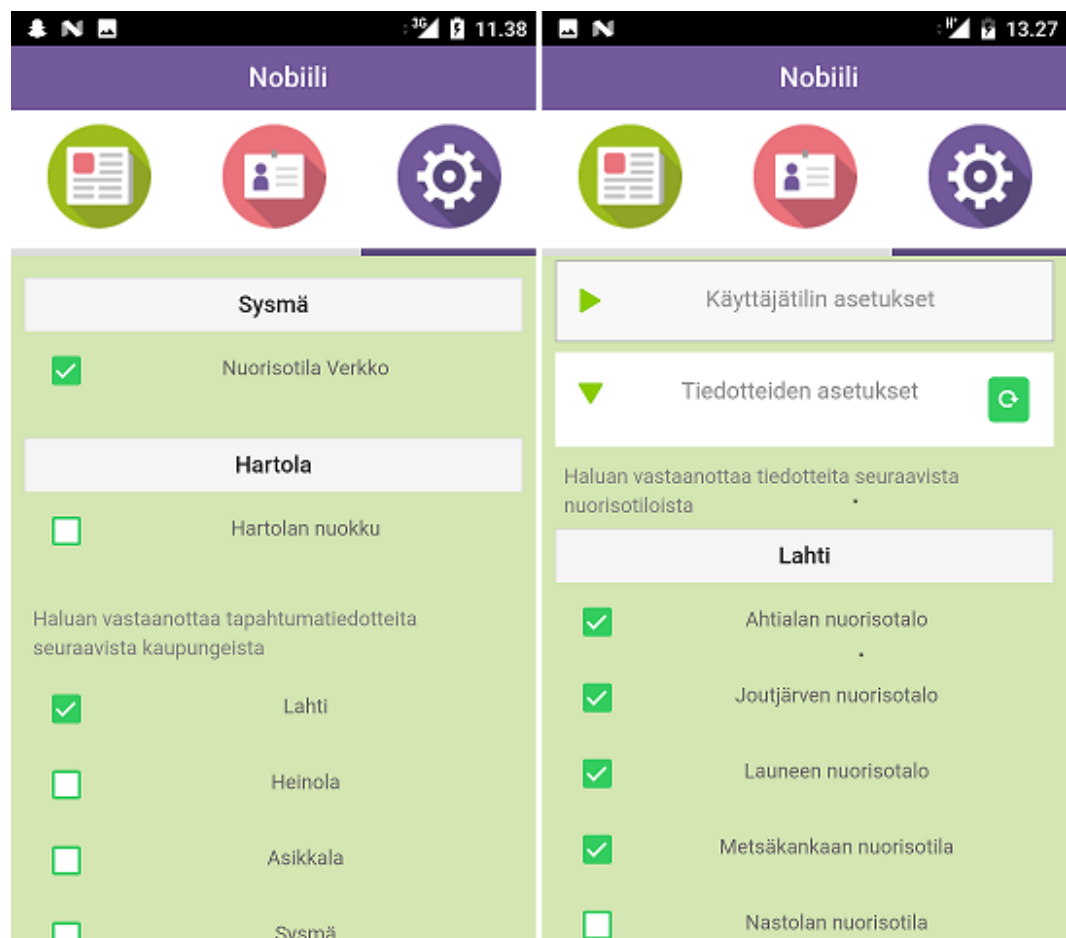 3G 11.38
Nobiili
Sysmä
Nuorisotila Verkko
Hartola
Hartolan nuokku
Haluan vastaanottaa tapahtumatiedotteita
seuraavista kaupungeista
Lahti
Heinola
Asikkala
Sysmä
H+ 13.27
Nobiili
Käyttäjätilin asetukset
Tiedotteiden asetukset
Haluan vastaanottaa tiedotteita seuraavista
nuorisotiloista
Lahti
Ahtialan nuorisotalo
Joutjärven nuorisotalo
Launeen nuorisotalo
Metsäkankaan nuorisotila
Nastolan nuorisotila